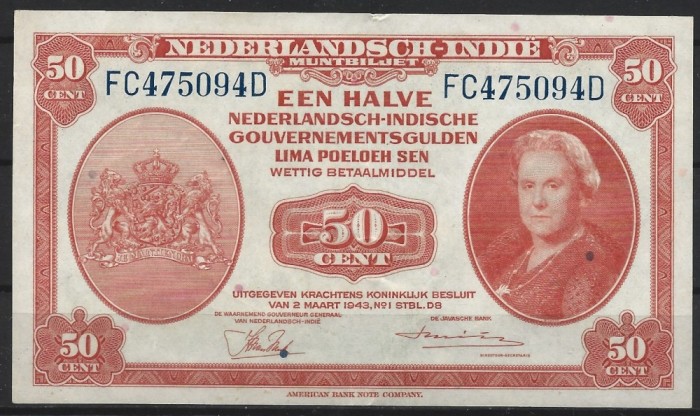 NEDERLANDSCH-INDIË
MUNTBILJET
50 CENT
50 CENT
FC475094D
FC475094D
EEN HALVE
NEDERLANDSCH-INDISCHE
GOUVERNEMENTSGULDEN
LIMA POELOEH SEN
WETTIG BETAALMIDDEL
50
CENT
UITGEGEVEN KRACHTENS KONINKLIJK BESLUIT
VAN 2 MAART 1943, No1 STBL. D8
DE WAARNEMEND GOUVERNEUR GENERAAL
VAN NEDERLANDSCH-INDIË
DE JAVASCHE BANK
DIRECTEUR-SECRETARIS
50 CENT
50 CENT
AMERICAN BANK NOTE COMPANY.